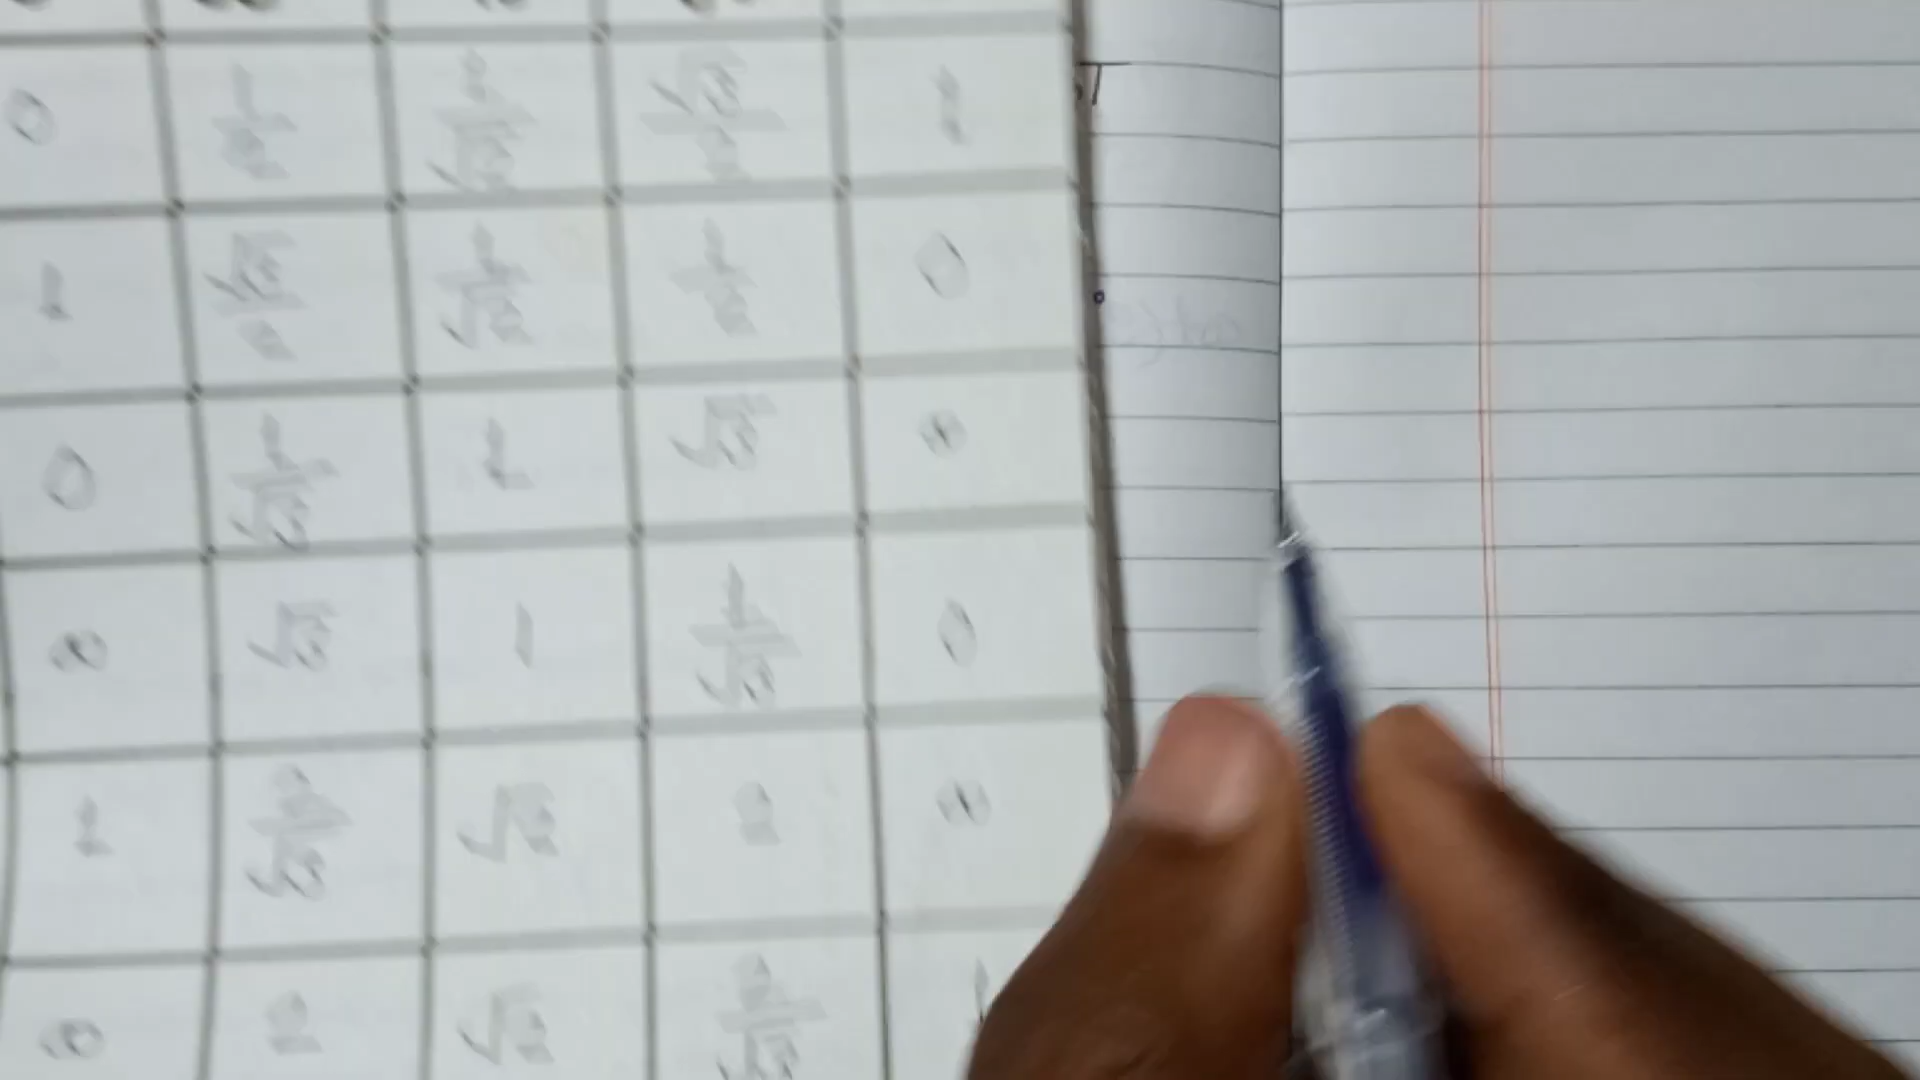 0 1/2 1/√2 √3/2 1
1 √3/2 1/√2 1/2 0
0 1/√3 1 √3 ∞
∞ √3 1 1/√3 0
1 2/√3 √2 2 ∞
∞ 2 √2 2/√3 1